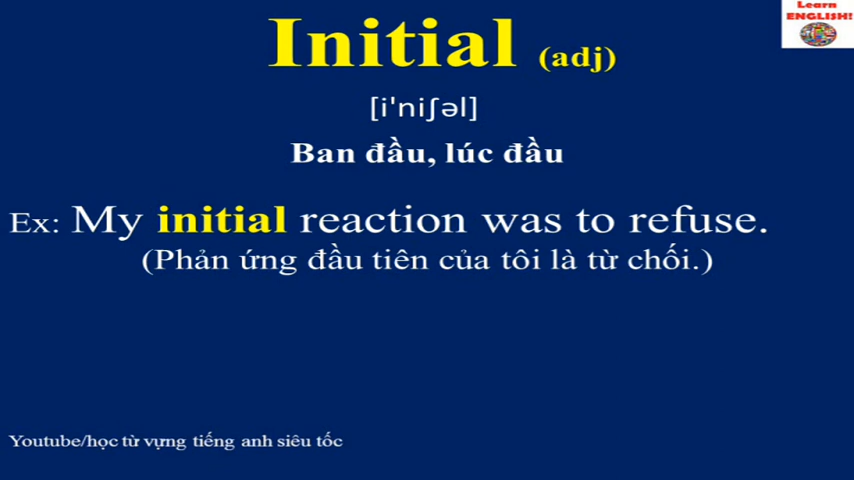 Learn
ENGLISH!
Initial (adj)
[i'niʃəl]
Ban đầu, lúc đầu
Ex: My initial reaction was to refuse.
(Phản ứng đầu tiên của tôi là từ chối.)
Youtube/học từ vựng tiếng anh siêu tốc